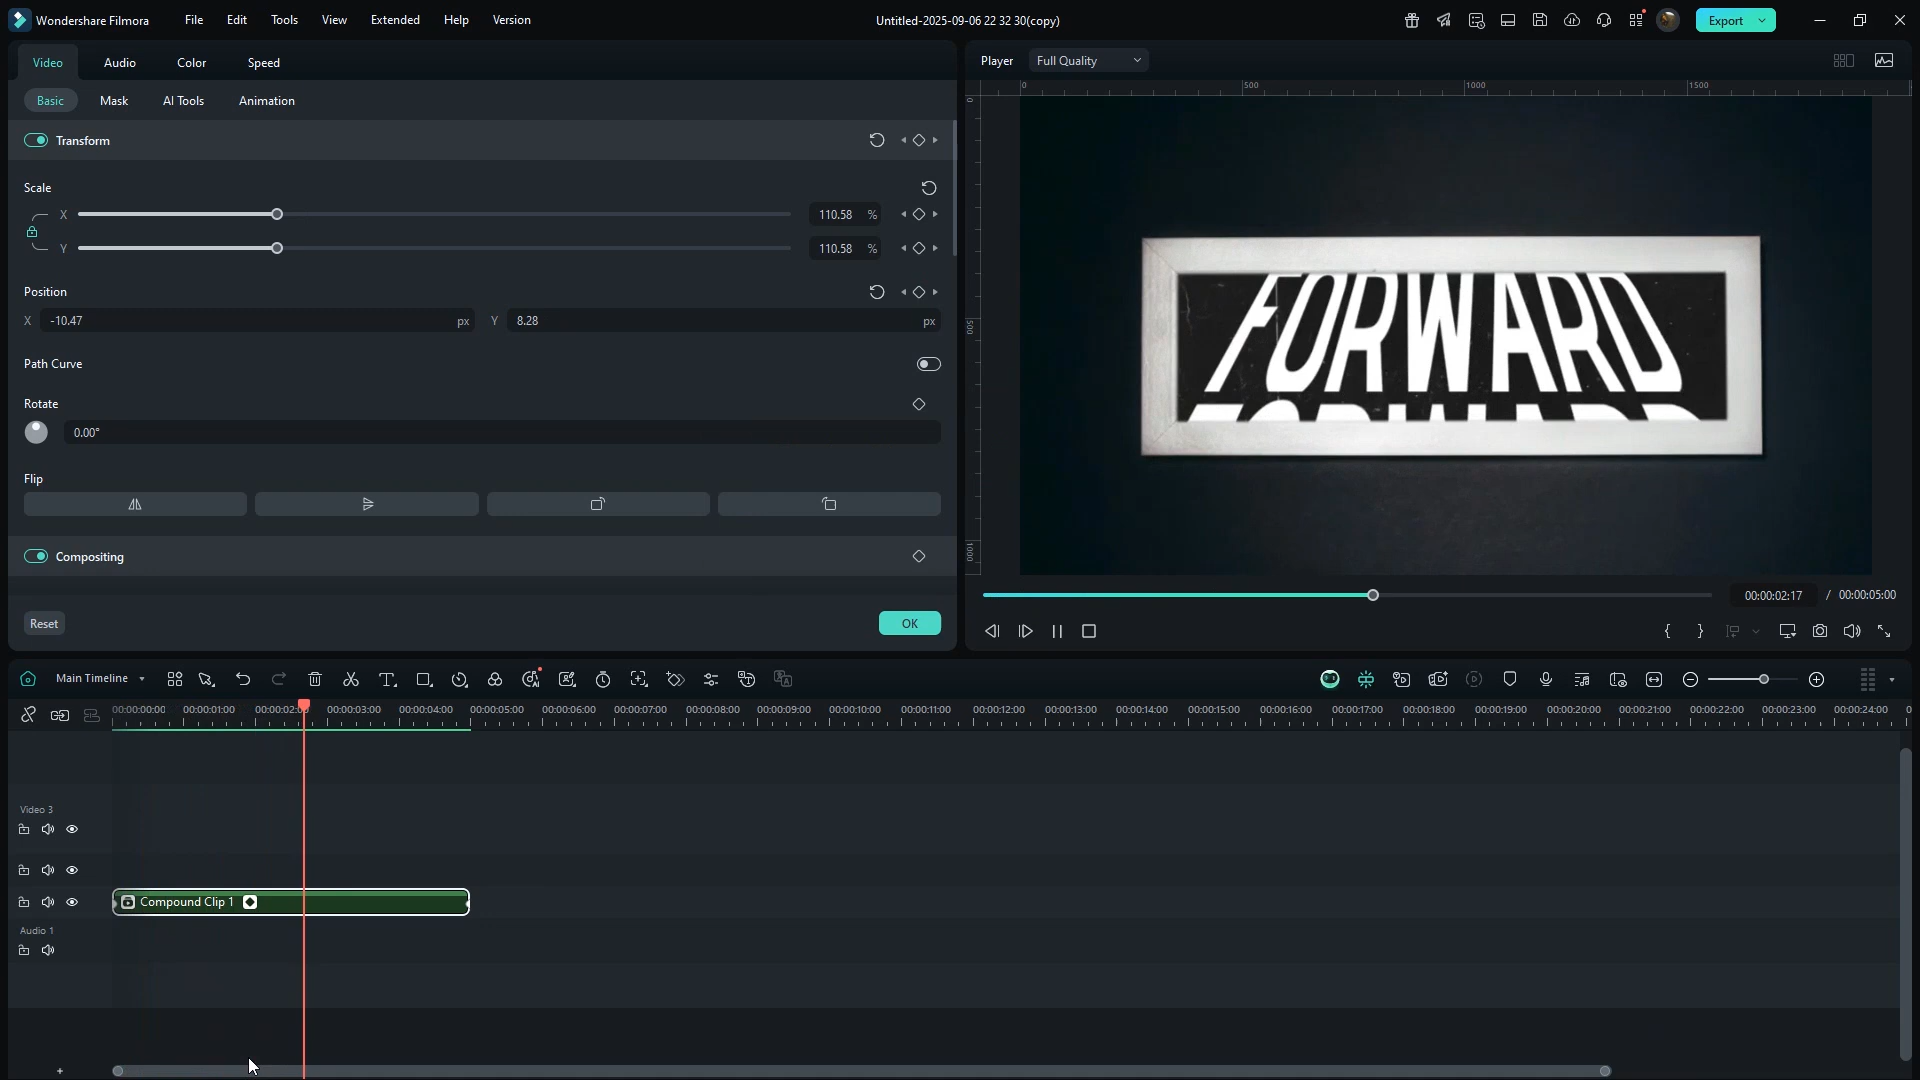 Wondershare Filmora
File Edit Tools View Extended Help Version
Untitled-2025-09-06 22 32 30(copy)
Export
Video Audio Color Speed
Basic Mask AI Tools Animation
Transform
Scale
X 110.58 %
Y 110.58 %
Position
X -10.47 px Y 8.28 px
Path Curve
Rotate
0.00°
Flip
Compositing
Reset OK
Player Full Quality
0 500 1000 1500
0
500
1000
FORWARD
FORWARD
00:00:02:17 / 00:00:05:00
Main Timeline
00:00:00:00 00:00:01:00 00:00:02:00 00:00:03:00 00:00:04:00 00:00:05:00 00:00:06:00 00:00:07:00 00:00:08:00 00:00:09:00 00:00:10:00 00:00:11:00 00:00:12:00 00:00:13:00 00:00:14:00 00:00:15:00 00:00:16:00 00:00:17:00 00:00:18:00 00:00:19:00 00:00:20:00 00:00:21:00 00:00:22:00 00:00:23:00 00:00:24:00
Video 3
Compound Clip 1
Audio 1